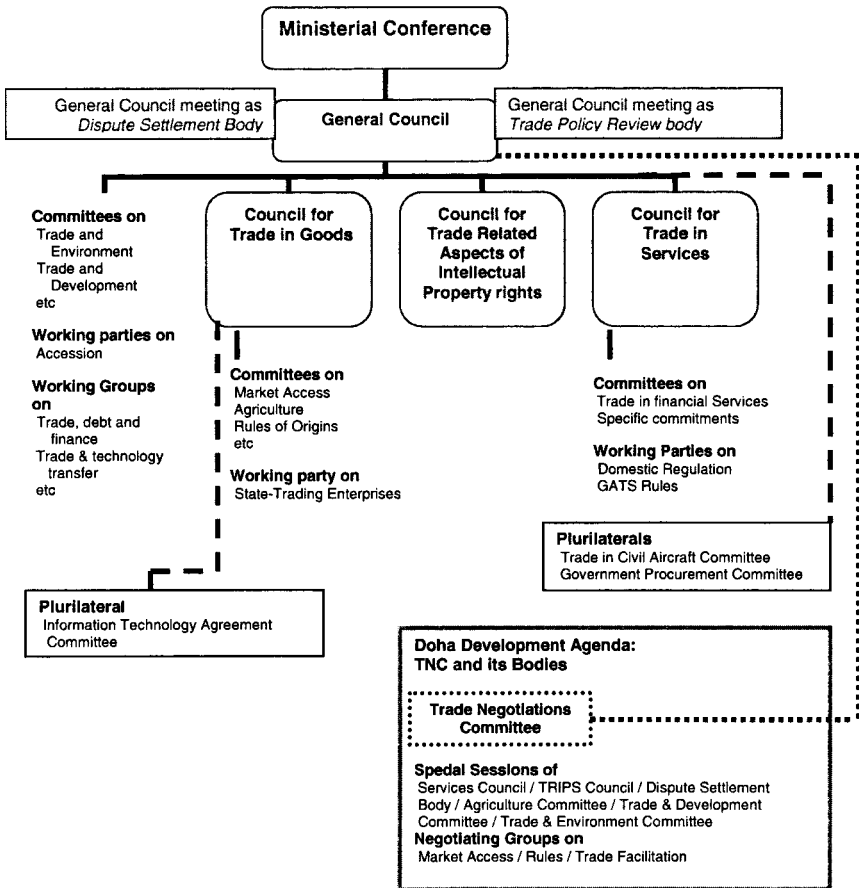 Ministerial Conference
General Council meeting as
Dispute Settlement Body
General Council
General Council meeting as
Trade Policy Review body
Committees on
Trade and
Environment
Trade and
Development
etc
Working parties on
Accession
Working Groups
on
Trade, debt and
finance
Trade & technology
transfer
etc
Council for
Trade in Goods
Committees on
Market Access
Agriculture
Rules of Origins
etc
Working party on
State-Trading Enterprises
Council for
Trade Related
Aspects of
Intellectual
Property rights
Council for
Trade in
Services
Committees on
Trade in financial Services
Specific commitments
Working Parties on
Domestic Regulation
GATS Rules
Plurilaterals
Trade in Civil Aircraft Committee
Government Procurement Committee
Plurilateral
Information Technology Agreement
Committee
Doha Development Agenda:
TNC and its Bodies
Trade Negotiations
Committee
Spedal Sessions of
Services Council / TRIPS Council / Dispute Settlement
Body / Agriculture Committee / Trade & Development
Committee / Trade & Environment Committee
Negotiating Groups on
Market Access / Rules / Trade Facilitation